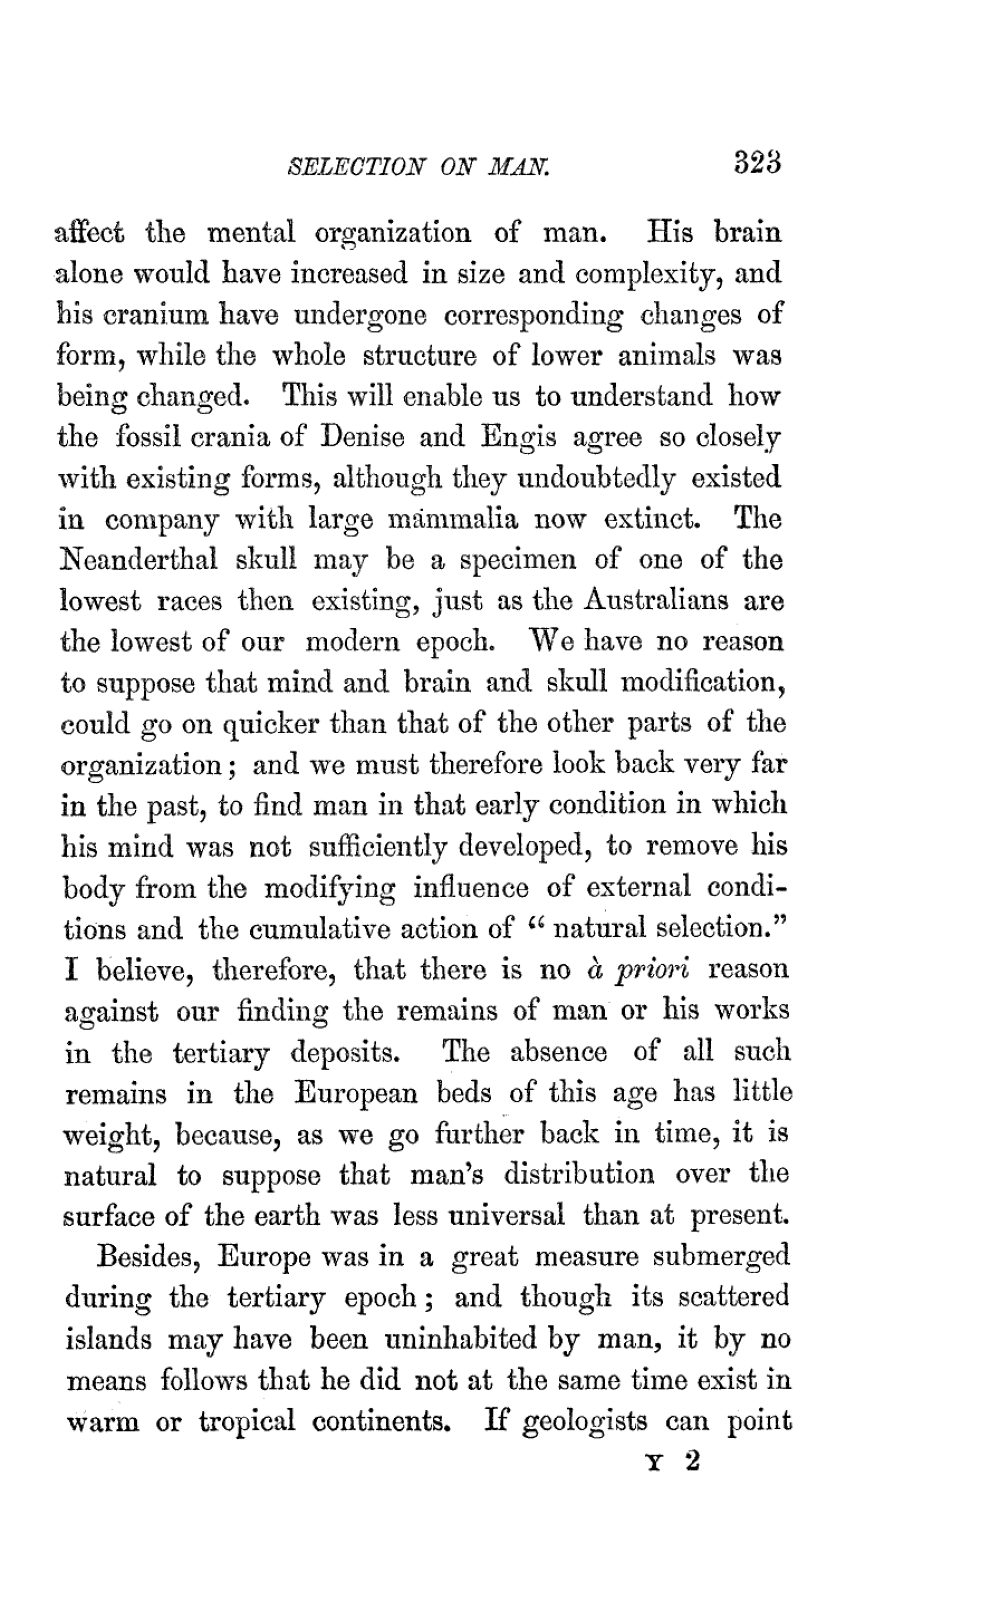 SELECTION ON MAN. 323
affect the mental organization of man. His brain
alone would have increased in size and complexity, and
his cranium have undergone corresponding changes of
form, while the whole structure of lower animals was
being changed. This will enable us to understand how
the fossil crania of Denise and Engis agree so closely
with existing forms, although they undoubtedly existed
in company with large mammalia now extinct. The
Neanderthal skull may be a specimen of one of the
lowest races then existing, just as the Australians are
the lowest of our modern epoch. We have no reason
to suppose that mind and brain and skull modification,
could go on quicker than that of the other parts of the
organization; and we must therefore look back very far
in the past, to find man in that early condition in which
his mind was not sufficiently developed, to remove his
body from the modifying influence of external condi-
tions and the cumulative action of “natural selection.”
I believe, therefore, that there is no à priori reason
against our finding the remains of man or his works
in the tertiary deposits. The absence of all such
remains in the European beds of this age has little
weight, because, as we go further back in time, it is
natural to suppose that man’s distribution over the
surface of the earth was less universal than at present.
Besides, Europe was in a great measure submerged
during the tertiary epoch; and though its scattered
islands may have been uninhabited by man, it by no
means follows that he did not at the same time exist in
warm or tropical continents. If geologists can point
Y 2